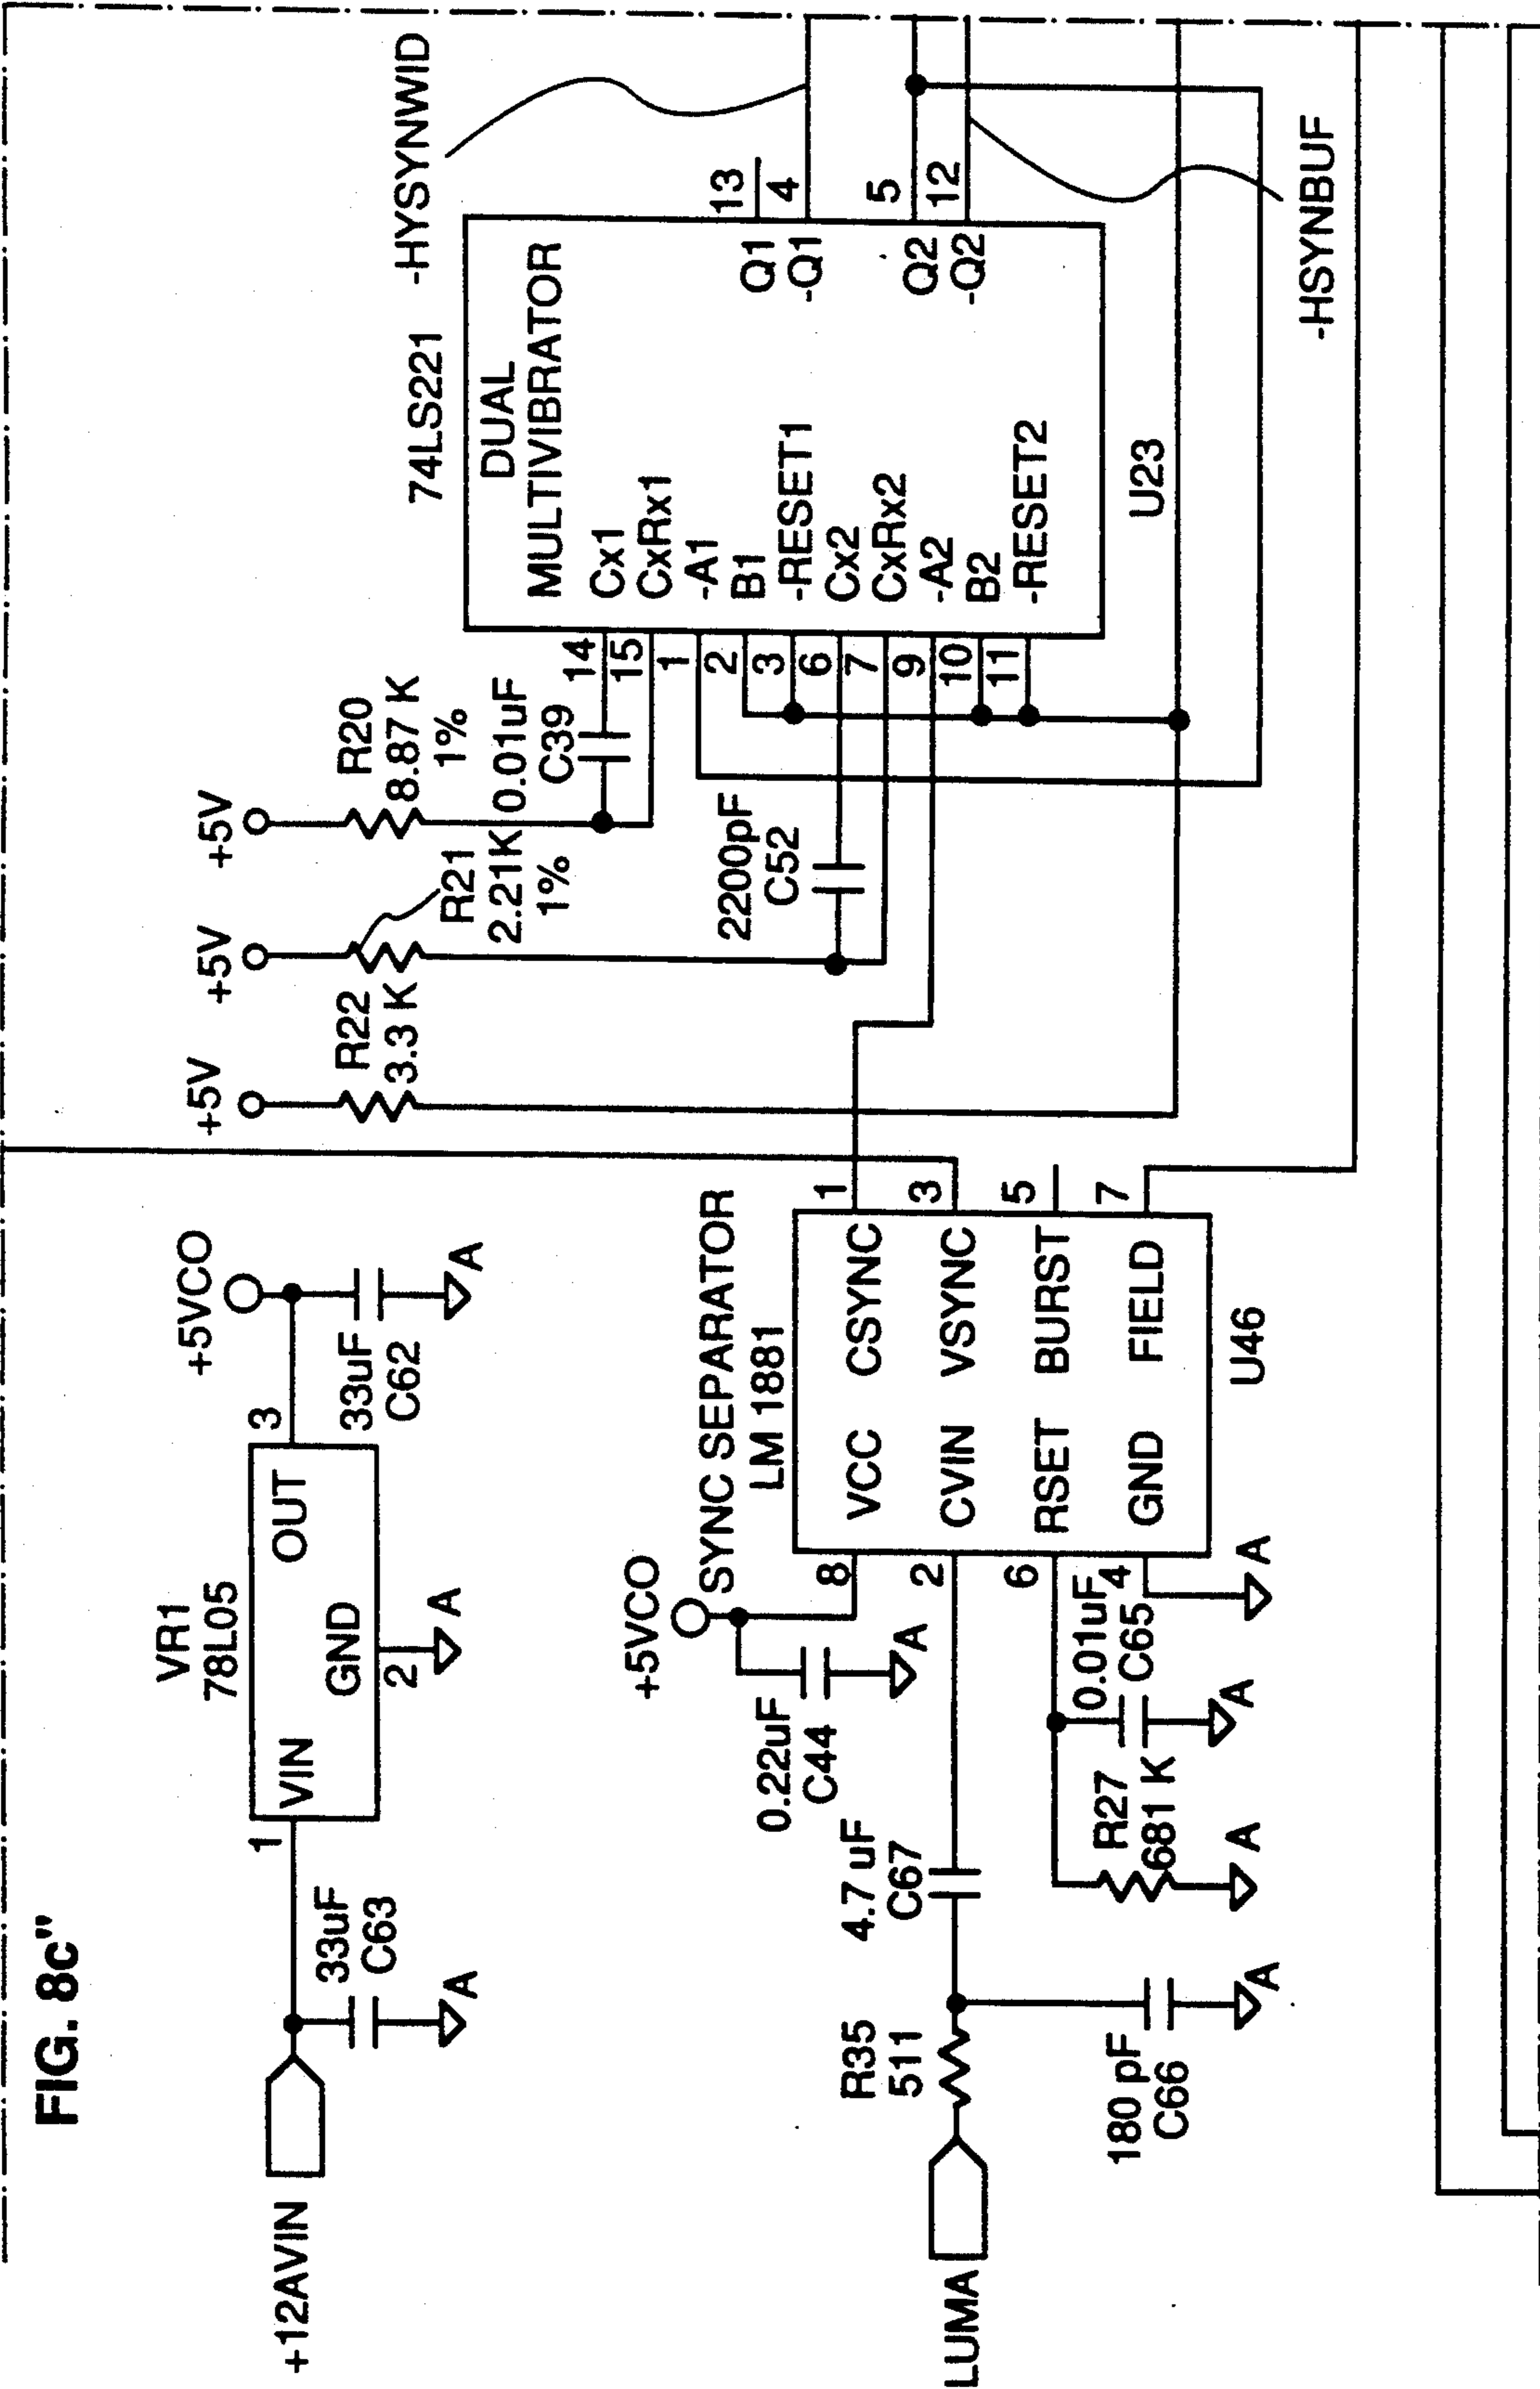 FIG. 8c"
+12AVIN
33uF
C63
A
1
VR1
78L05
VIN
OUT
GND
2
A
3
+5VCO
33uF
C62
A
LUMA
R35
511
180 pF
C66
A
4.7 uF
C67
0.22uF
C44
A
+5VCO
R27
681 K
A
0.01uF
C65
A
A
SYNC SEPARATOR
LM 1881
8
VCC
CSYNC
1
2
CVIN
VSYNC
3
6
RSET
BURST
5
4
GND
FIELD
7
U46
+5V
R22
3.3 K
+5V
R21
2.21K
1%
+5V
R20
8.87 K
1%
0.01uF
C39
2200pF
C52
74LS221
DUAL
MULTIVIBRATOR
14
Cx1
15
CxRx1
1
-A1
2
B1
3
-RESET1
6
Cx2
7
CxRx2
9
-A2
10
B2
11
-RESET2
Q1
13
-Q1
4
Q2
5
-Q2
12
U23
-HYSYNWID
-HSYNBUF